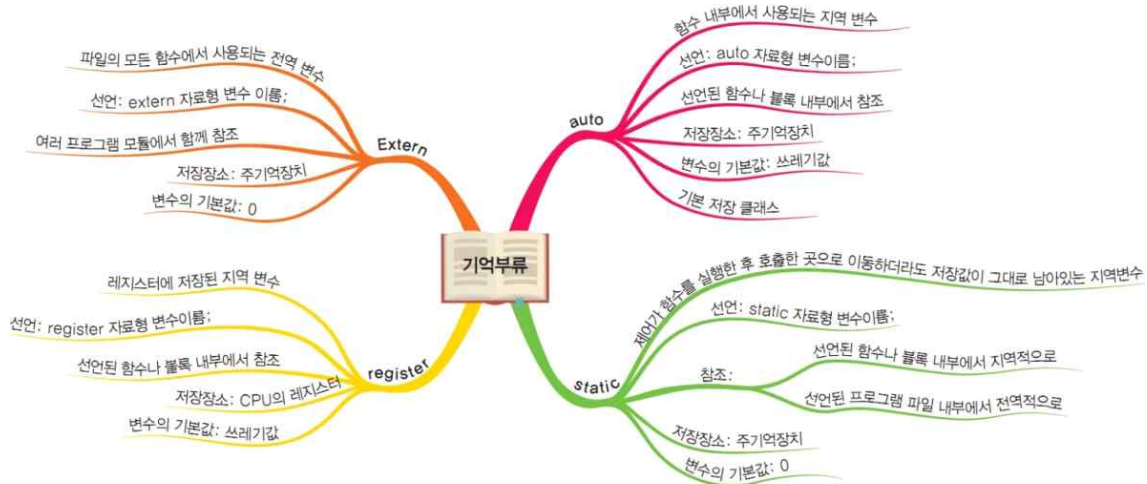 기억부류
Extern
파일의 모든 함수에서 사용되는 전역 변수
선언: extern 자료형 변수 이름;
여러 프로그램 모듈에서 함께 참조
저장장소: 주기억장치
변수의 기본값: 0
auto
함수 내부에서 사용되는 지역 변수
선언: auto 자료형 변수이름;
선언된 함수나 블록 내부에서 참조
저장장소: 주기억장치
변수의 기본값: 쓰레기값
기본 저장 클래스
register
레지스터에 저장된 지역 변수
선언: register 자료형 변수이름;
선언된 함수나 블록 내부에서 참조
저장장소: CPU의 레지스터
변수의 기본값: 쓰레기값
static
제어가 함수를 실행한 후 호출한 곳으로 이동하더라도 저장값이 그대로 남아있는 지역변수
선언: static 자료형 변수이름;
참조:
선언된 함수나 블록 내부에서 지역적으로
선언된 프로그램 파일 내부에서 전역적으로
저장장소: 주기억장치
변수의 기본값: 0